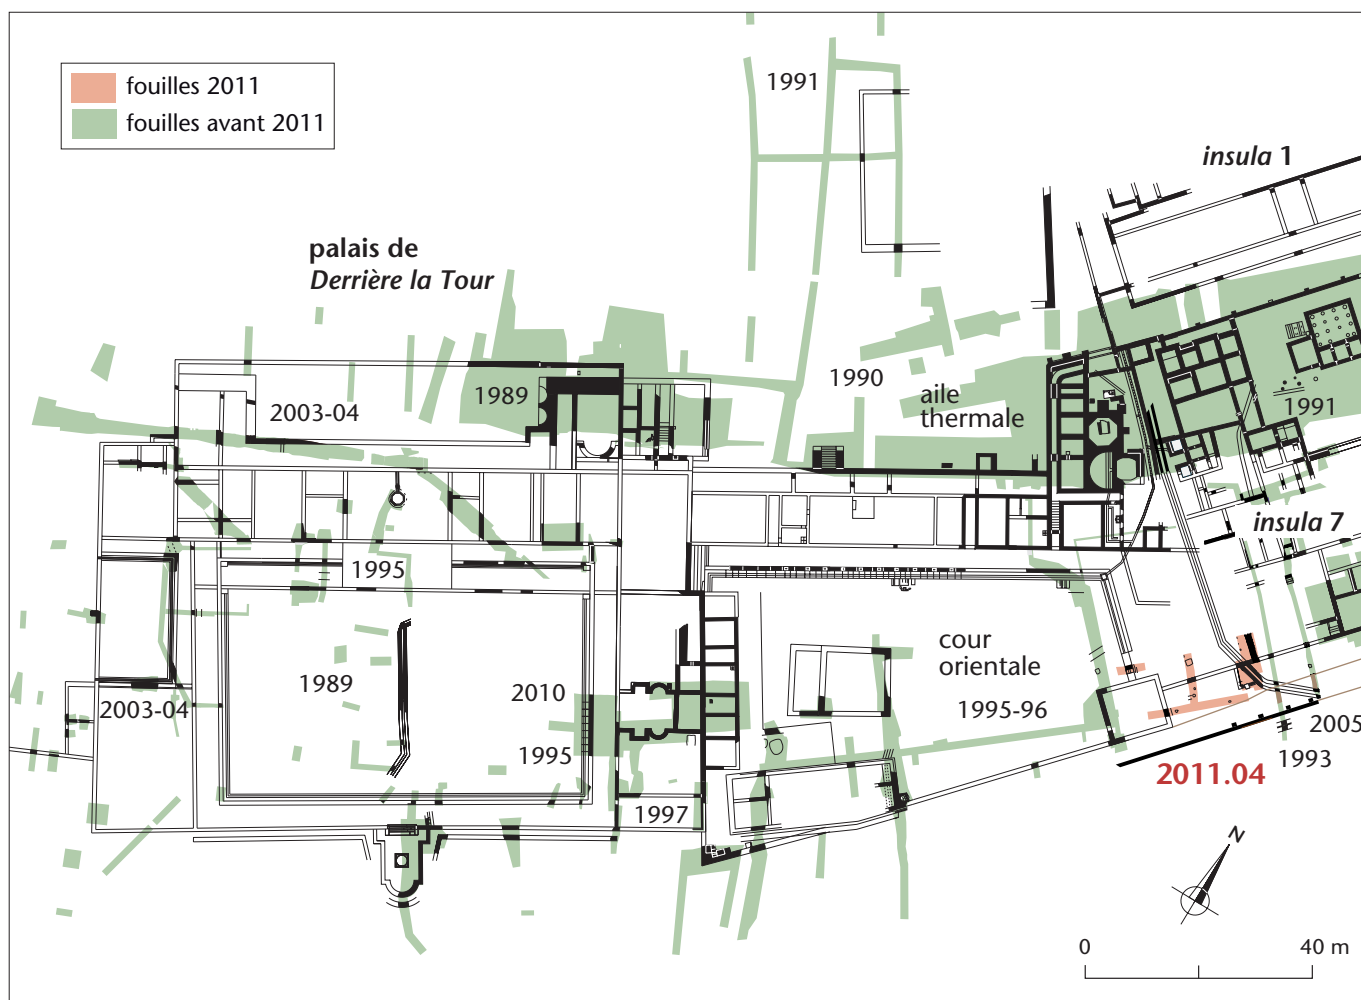 fouilles 2011
fouilles avant 2011
1991
insula 1
palais de
Derrière la Tour
1990
aile
thermale
1989
2003-04
1991
insula 7
1995
cour
orientale
1989
2010
2003-04
1995-96
1995
2005
1993
2011.04
1997
N
0
40 m